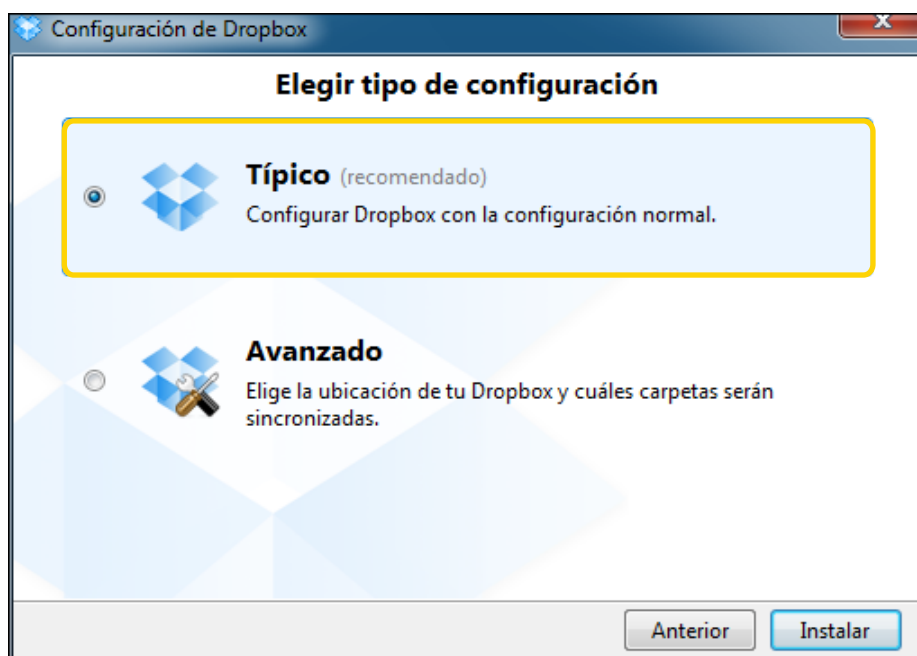 Configuración de Dropbox
X
Elegir tipo de configuración
Típico (recomendado)
Configurar Dropbox con la configuración normal.
Avanzado
Elige la ubicación de tu Dropbox y cuáles carpetas serán
sincronizadas.
Anterior
Instalar